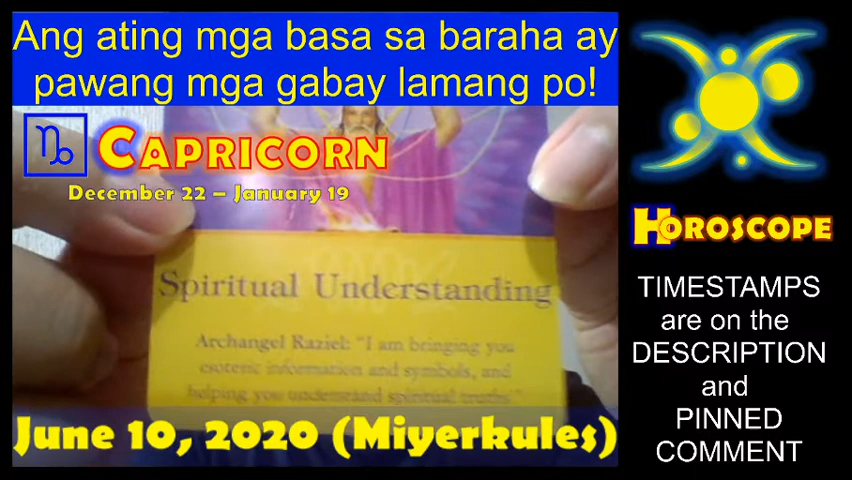 Ang ating mga basa sa baraha ay
pawang mga gabay lamang po!
CAPRICORN
December 22 – January 19
Spiritual Understanding
Archangel Raziel: "I am bringing you
esoteric information and symbols, and
helping you understand spiritual truths."
June 10, 2020 (Miyerkules)
HOROSCOPE
TIMESTAMPS
are on the
DESCRIPTION
and
PINNED
COMMENT